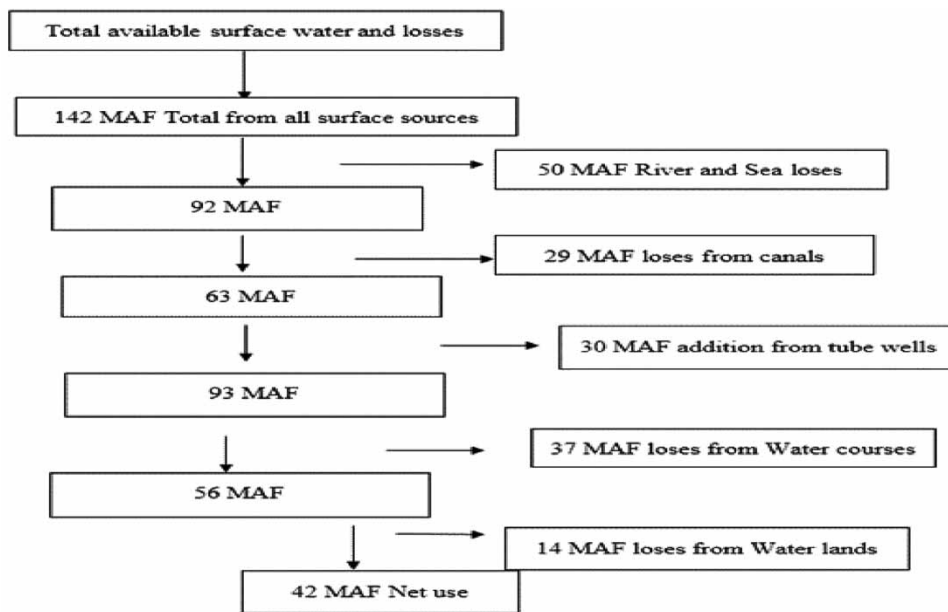 Total available surface water and losses
142 MAF Total from all surface sources
50 MAF River and Sea loses
92 MAF
29 MAF loses from canals
63 MAF
30 MAF addition from tube wells
93 MAF
37 MAF loses from Water courses
56 MAF
14 MAF loses from Water lands
42 MAF Net use